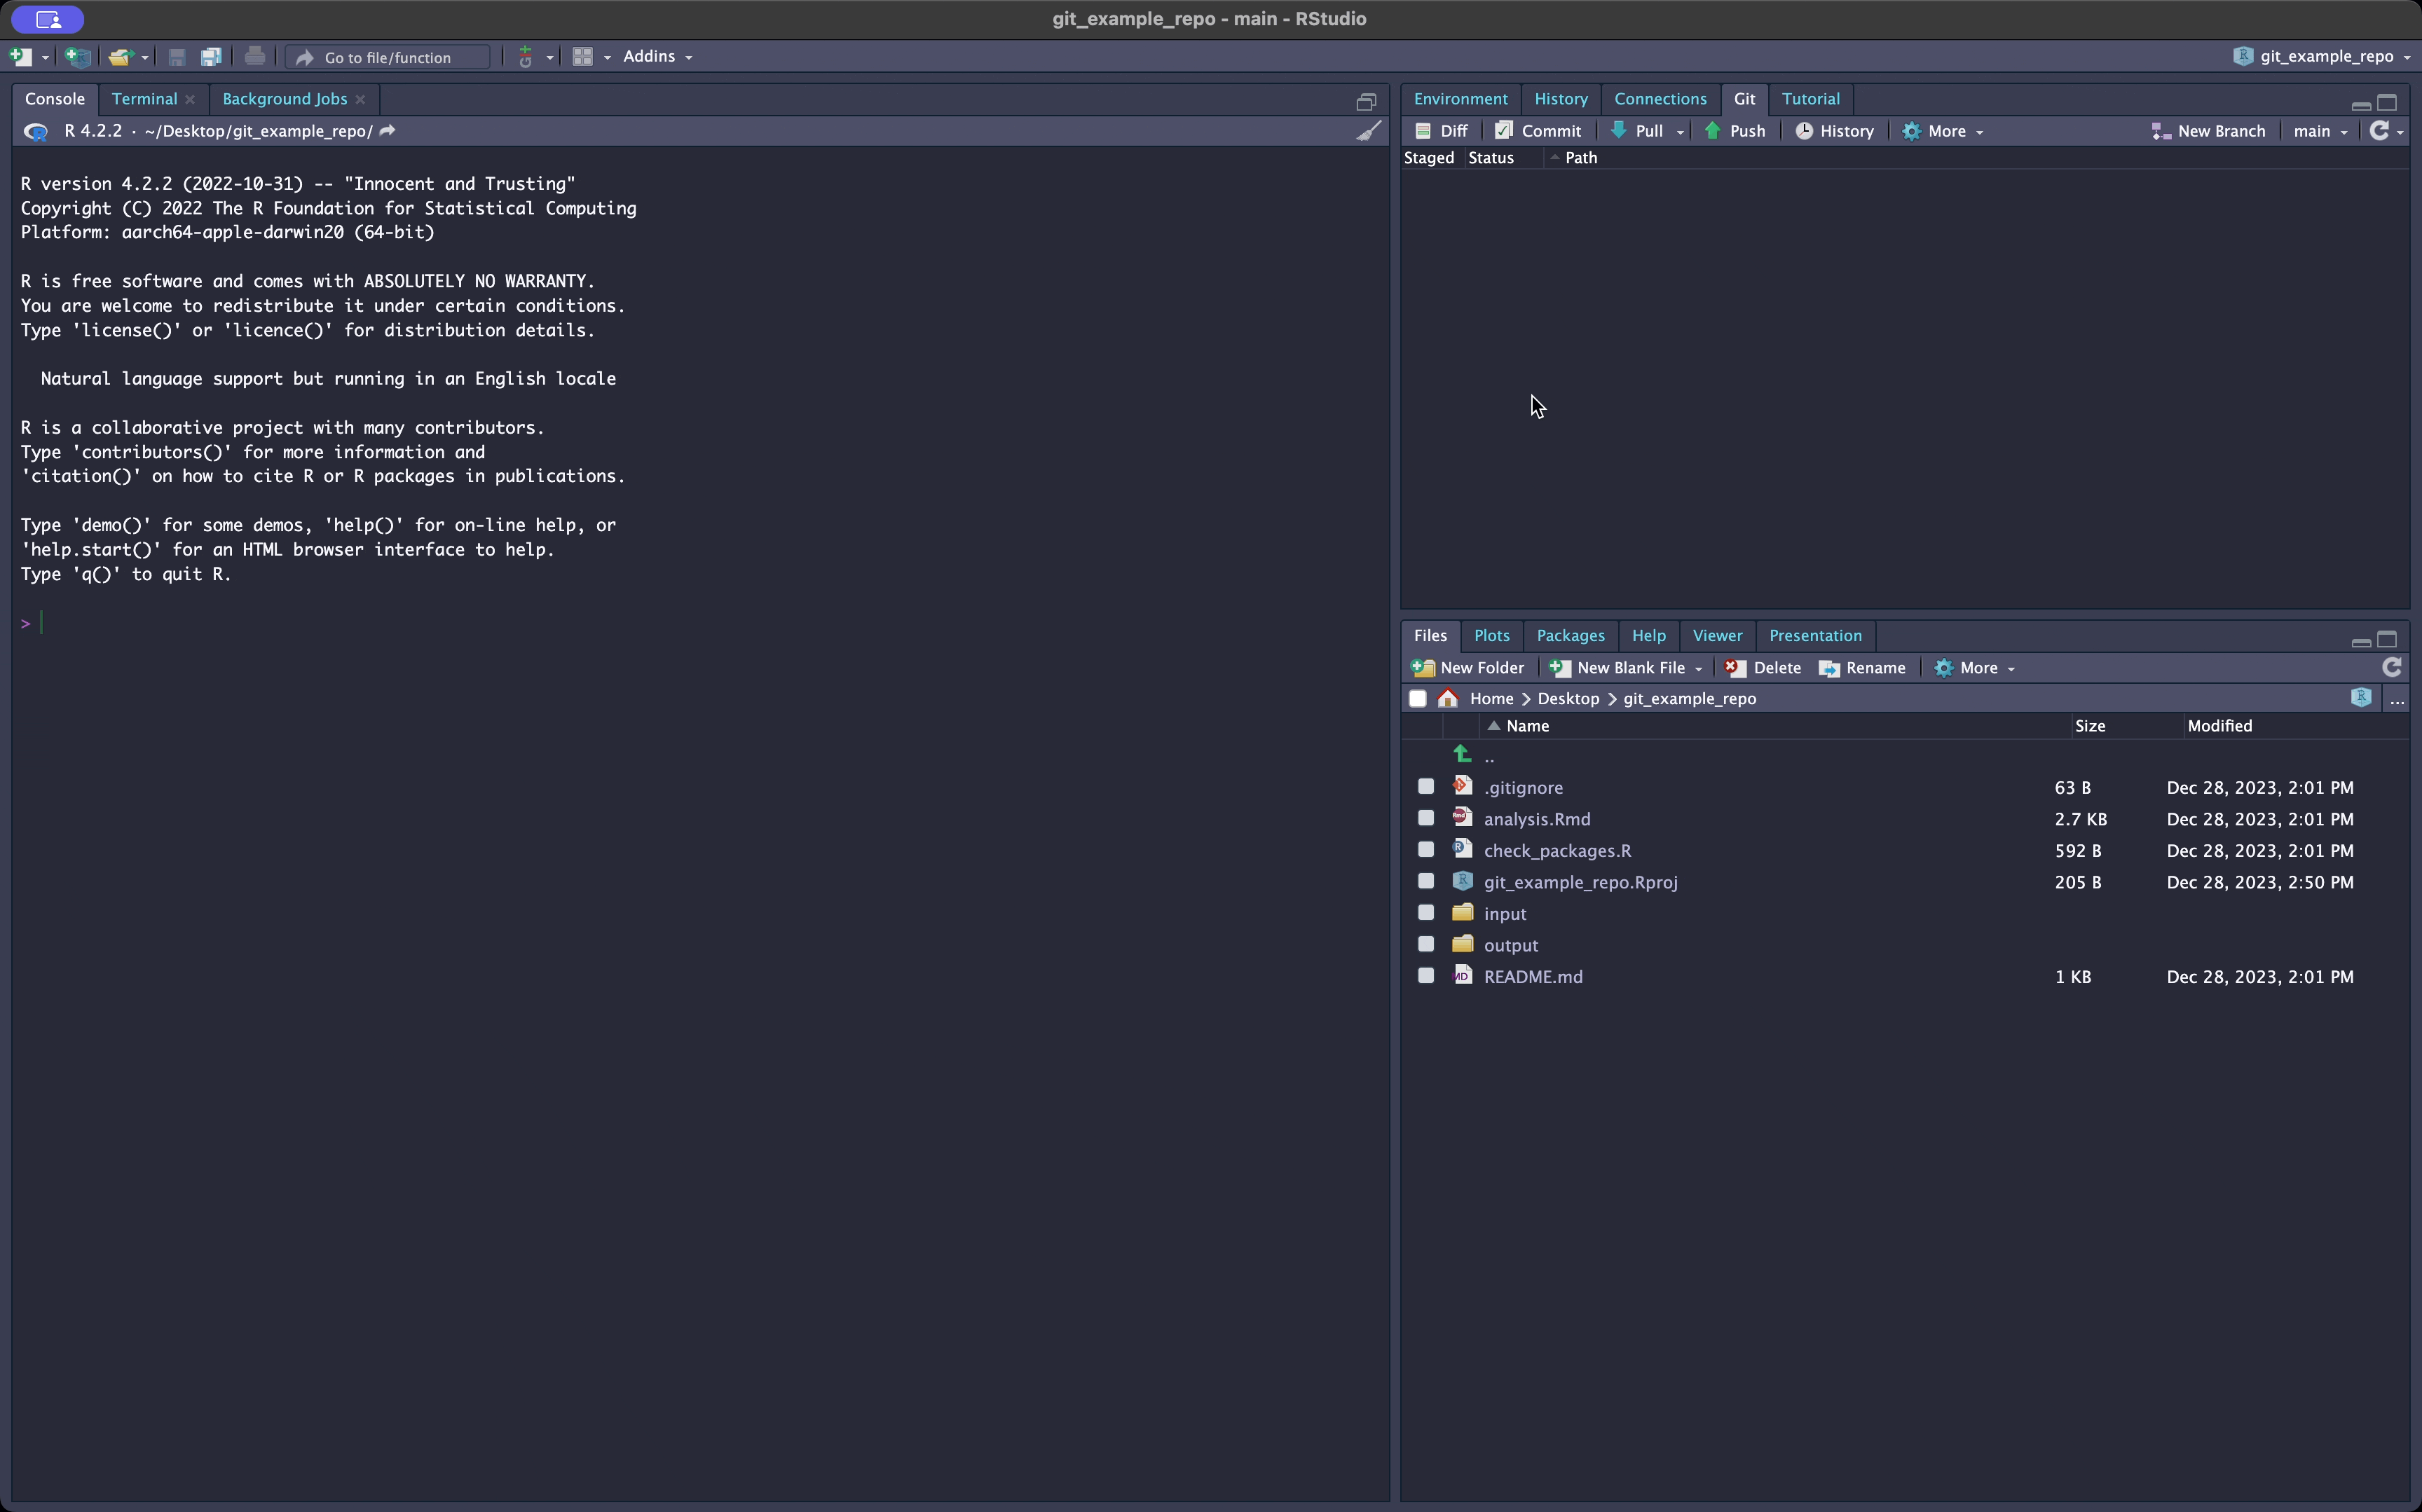 git_example_repo - main - RStudio
Go to file/function
Addins
git_example_repo
Console Terminal Background Jobs
R 4.2.2 · ~/Desktop/git_example_repo/
R version 4.2.2 (2022-10-31) -- "Innocent and Trusting"
Copyright (C) 2022 The R Foundation for Statistical Computing
Platform: aarch64-apple-darwin20 (64-bit)
R is free software and comes with ABSOLUTELY NO WARRANTY.
You are welcome to redistribute it under certain conditions.
Type 'license()' or 'licence()' for distribution details.
Natural language support but running in an English locale
R is a collaborative project with many contributors.
Type 'contributors()' for more information and
'citation()' on how to cite R or R packages in publications.
Type 'demo()' for some demos, 'help()' for on-line help, or
'help.start()' for an HTML browser interface to help.
Type 'q()' to quit R.
>
Environment History Connections Git Tutorial
Diff Commit Pull Push History More New Branch main
Staged Status Path
Files Plots Packages Help Viewer Presentation
New Folder New Blank File Delete Rename More
Home > Desktop > git_example_repo ...
Name Size Modified
..
.gitignore 63 B Dec 28, 2023, 2:01 PM
analysis.Rmd 2.7 KB Dec 28, 2023, 2:01 PM
check_packages.R 592 B Dec 28, 2023, 2:01 PM
git_example_repo.Rproj 205 B Dec 28, 2023, 2:50 PM
input
output
README.md 1 KB Dec 28, 2023, 2:01 PM